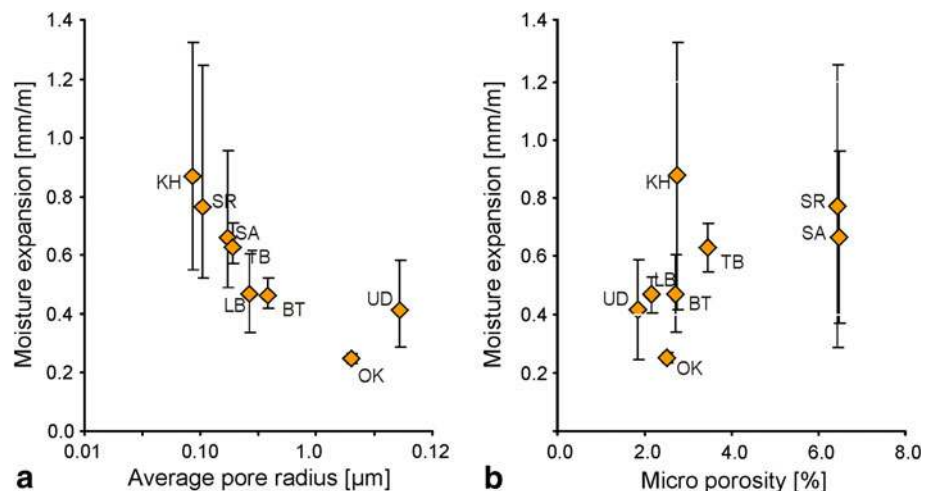 1.4
1.2
1.0
0.8
0.6
0.4
0.2
0.0
Moisture expansion [mm/m]
KH
SR
SA
TB
LB
BT
UD
OK
0.01 0.10 1.0 0.12
a Average pore radius [µm]
1.4
1.2
1.0
0.8
0.6
0.4
0.2
Moisture expansion [mm/m]
KH
SR
SA
TB
LB
UD
BT
OK
0.0 2.0 4.0 6.0 8.0
b Micro porosity [%]